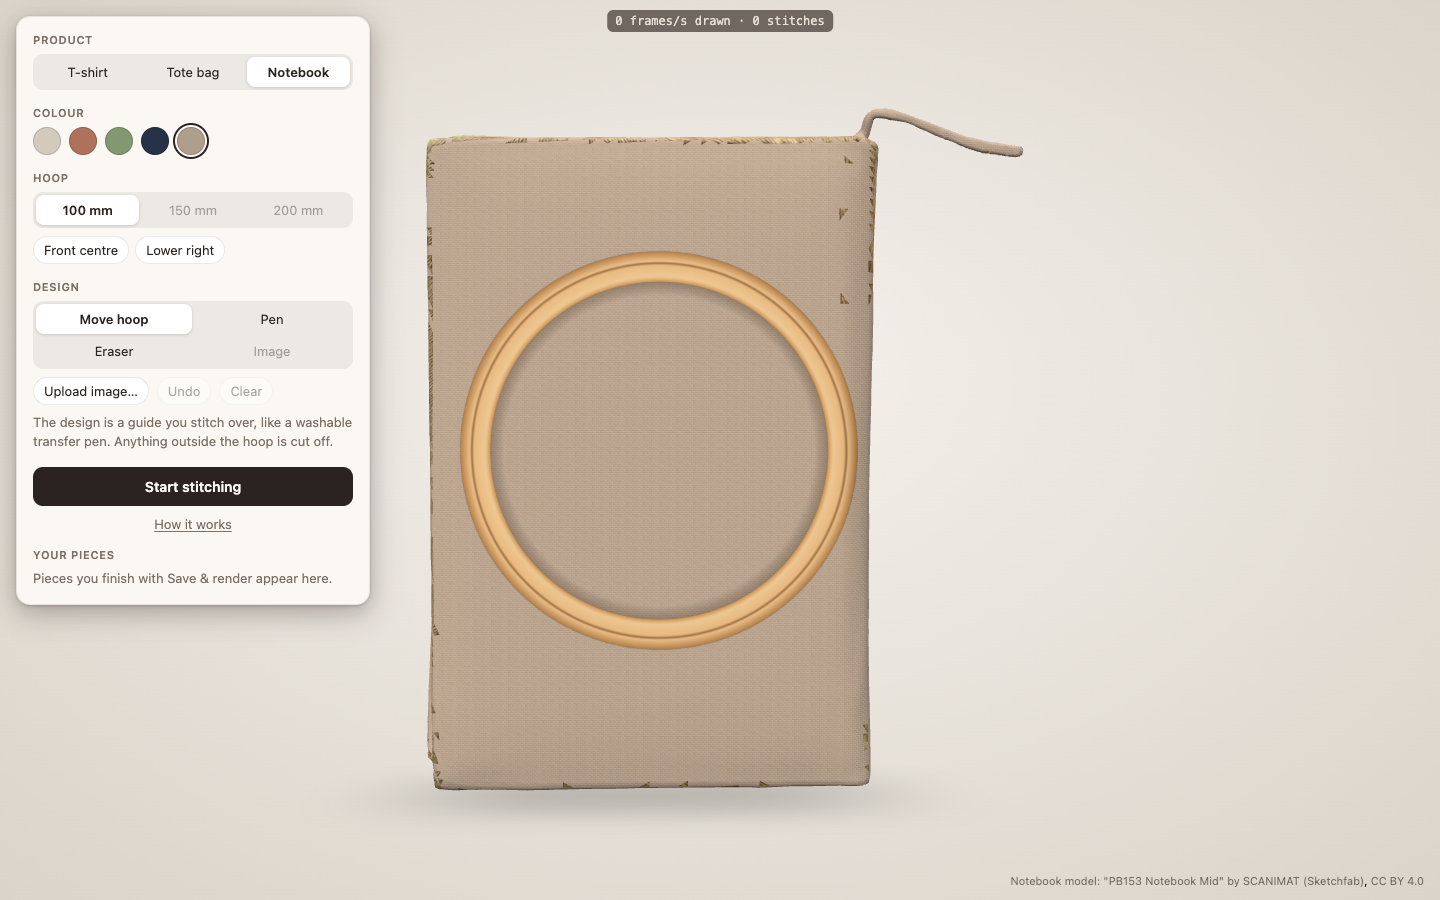 0 frames/s drawn · 0 stitches
PRODUCT
T-shirt Tote bag Notebook
COLOUR
HOOP
100 mm 150 mm 200 mm
Front centre Lower right
DESIGN
Move hoop Pen
Eraser Image
Upload image... Undo Clear
The design is a guide you stitch over, like a washable
transfer pen. Anything outside the hoop is cut off.
Start stitching
How it works
YOUR PIECES
Pieces you finish with Save & render appear here.
Notebook model: "PB153 Notebook Mid" by SCANIMAT (Sketchfab), CC BY 4.0